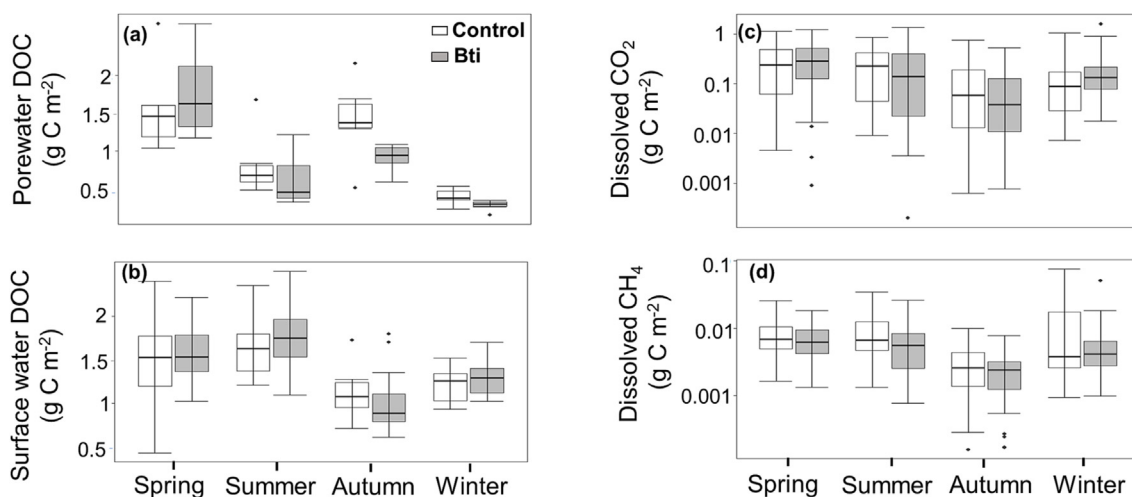 (a)
Control
Bti
Porewater DOC
(g C m-2)
2
1.5
1
0.5
(b)
Surface water DOC
(g C m-2)
2
1.5
1
0.5
Spring Summer Autumn Winter
(c)
Dissolved CO2
(g C m-2)
1
0.1
0.01
0.001
(d)
Dissolved CH4
(g C m-2)
0.1
0.01
0.001
Spring Summer Autumn Winter